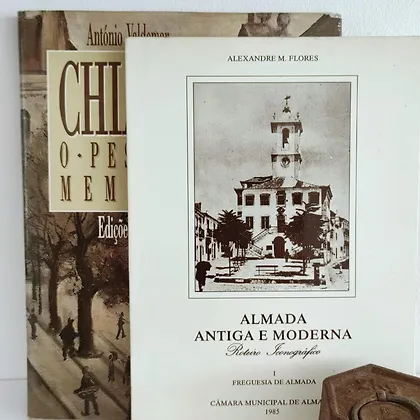 António Valdemar
CHI
O · PES
MEM
Ediçõe
ALEXANDRE M. FLORES
ALMADA
ANTIGA E MODERNA
Roteiro Iconográfico
I
FREGUESIA DE ALMADA
CÂMARA MUNICIPAL DE ALMA
1985